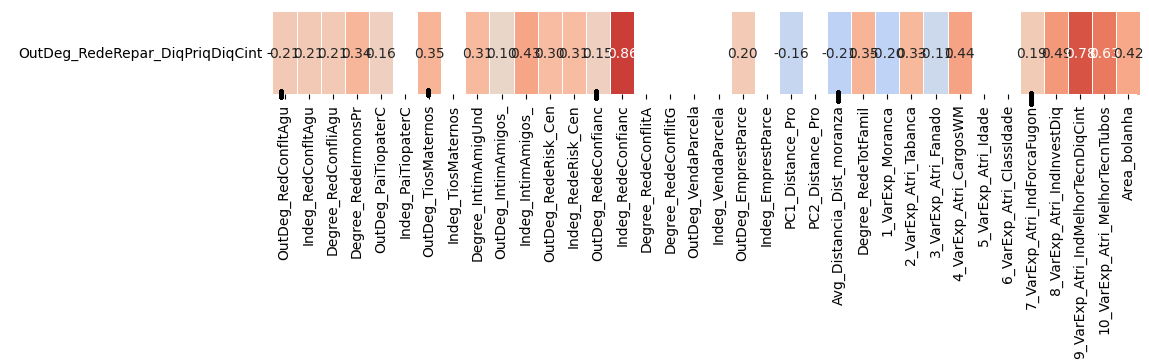 OutDeg_RedeRepar_DiqPriqDiqCint 0.21 0.21 0.21 0.34 0.16 0.35 0.31 0.10 0.43 0.30 0.31 0.15 0.86 0.20 -0.16 -0.21 0.35 -0.20 0.33 -0.11 0.44 0.19 0.49 0.78 0.42
OutDeg_RedConfltAgu
Indeg_RedConfltAgu
Degree_RedConfliAgu
Degree_RedeIrmonsPr
OutDeg_PaiTiopaterC
Indeg_PaiTiopaterC
OutDeg_TiosMaternos
Indeg_TiosMaternos
Degree_IntimAmigUnd
OutDeg_IntimAmigos_
Indeg_IntimAmigos_
OutDeg_RedeRisk_Cen
Indeg_RedeRisk_Cen
OutDeg_RedeConfianc
Indeg_RedeConfianc
Degree_RedeConflitA
Degree_RedeConflitG
OutDeg_VendaParcela
Indeg_VendaParcela
OutDeg_EmprestParce
Indeg_EmprestParce
PC1_Distance_Pro
PC2_Distance_Pro
Avg_Distancia_Dist_moranza
Degree_RedeTotFamil
1_VarExp_Moranca
2_VarExp_Atri_Tabanca
3_VarExp_Atri_Fanado
4_VarExp_Atri_CargosWM
5_VarExp_Atri_Idade
6_VarExp_Atri_ClassIdade
7_VarExp_Atri_IndForcaFugon
8_VarExp_Atri_IndInvestDiq
9_VarExp_Atri_IndMelhorTecnDiqCint
10_VarExp_Atri_MelhorTecnTubos
Area_bolanha